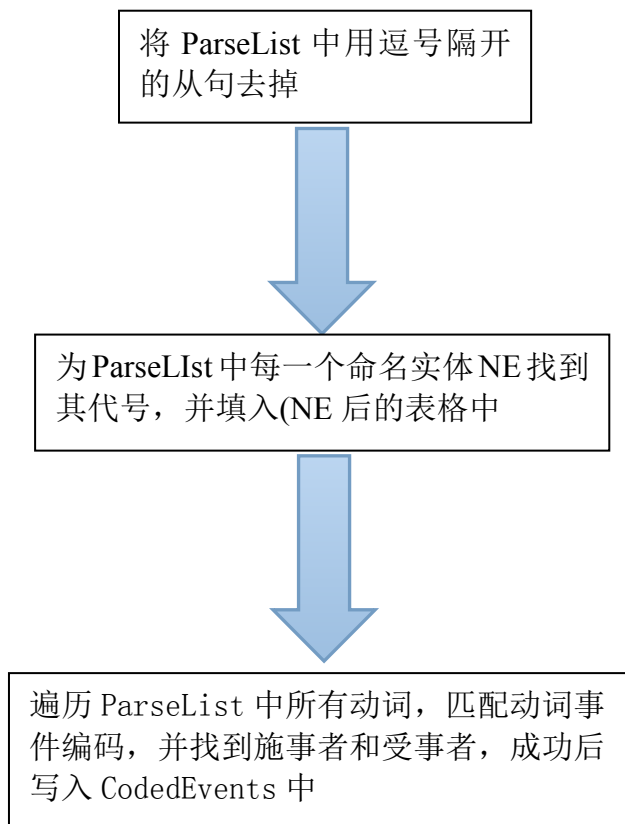 将 ParseList 中用逗号隔开
的从句去掉
为ParseLIst中每一个命名实体NE找到
其代号，并填入(NE 后的表格中
遍历 ParseList 中所有动词，匹配动词事
件编码，并找到施事者和受事者，成功后
写入 CodedEvents 中